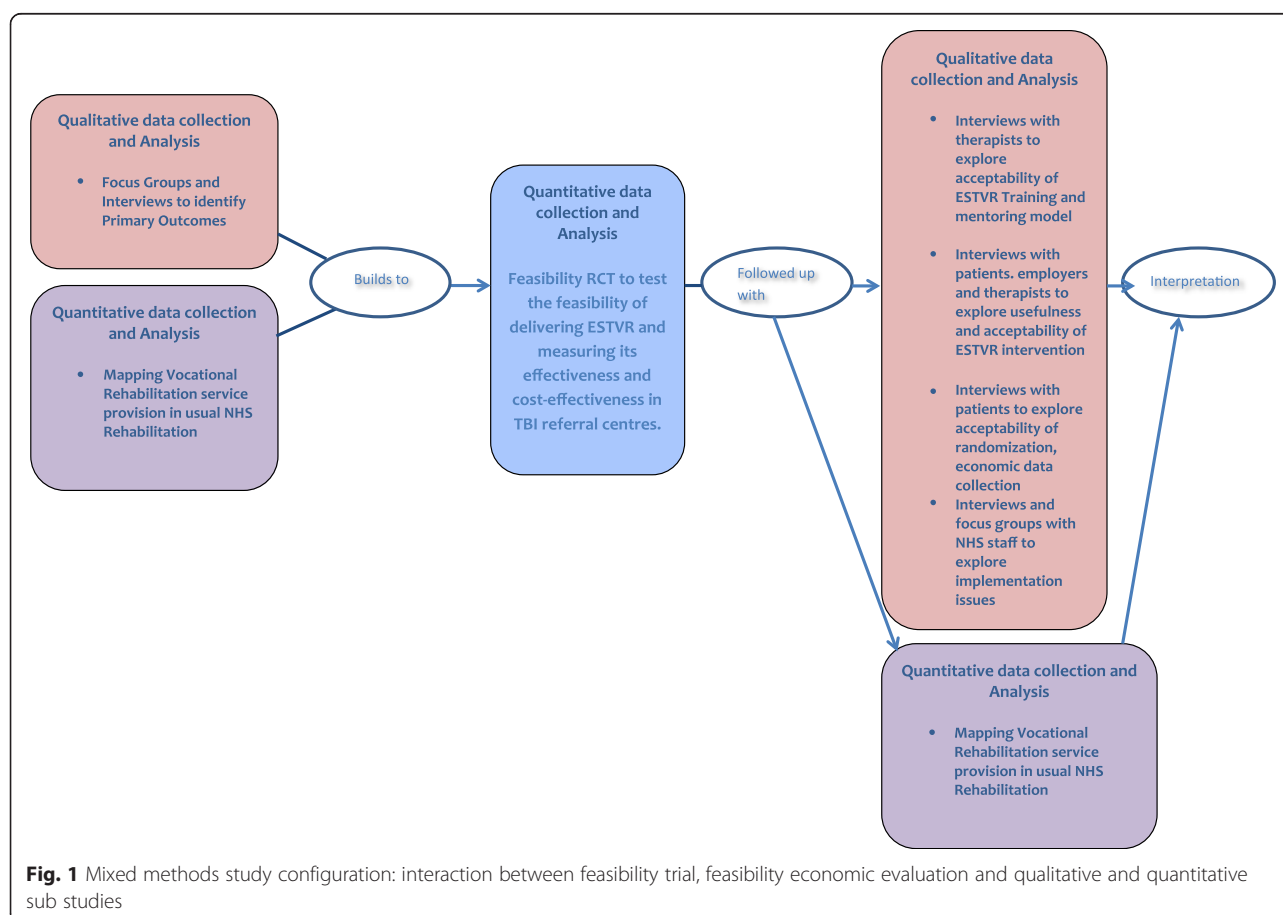 Qualitative data collection
and Analysis
• Focus Groups and
Interviews to identify
Primary Outcomes
Quantitative data collection
and Analysis
• Mapping Vocational
Rehabilitation service
provision in usual NHS
Rehabilitation
Builds to
Quantitative data
collection and
Analysis
Feasibility RCT to test
the feasibility of
delivering ESTVR and
measuring its
effectiveness and
cost-effectiveness in
TBI referral centres.
Followed up
with
Qualitative data
collection and Analysis
• Interviews with
therapists to
explore
acceptability of
ESTVR Training and
mentoring model
• Interviews with
patients. employers
and therapists to
explore usefulness
and acceptability of
ESTVR intervention
• Interviews with
patients to explore
acceptability of
randomization,
economic data
collection
• Interviews and
focus groups with
NHS staff to
explore
implementation
issues
Quantitative data collection and
Analysis
• Mapping Vocational
Rehabilitation service
provision in usual NHS
Rehabilitation
Interpretation
Fig. 1 Mixed methods study configuration: interaction between feasibility trial, feasibility economic evaluation and qualitative and quantitative
sub studies